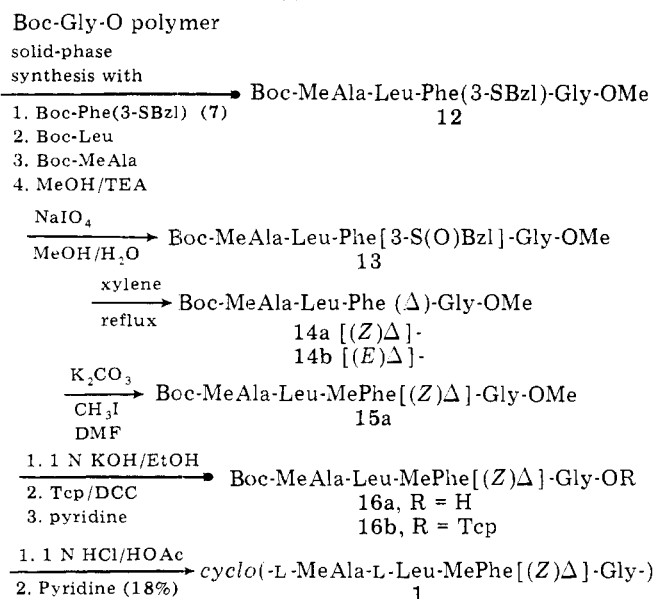 Boc-Gly-O polymer
solid-phase
synthesis with
1. Boc-Phe(3-SBzl) (7)
2. Boc-Leu
3. Boc-MeAla
4. MeOH/TEA
Boc-MeAla-Leu-Phe(3-SBzl)-Gly-OMe
12
NaIO₄
MeOH/H₂O
Boc-MeAla-Leu-Phe[3-S(O)Bzl]-Gly-OMe
13
xylene
reflux
Boc-MeAla-Leu-Phe (Δ)-Gly-OMe
14a [(Z)Δ]-
14b [(E)Δ]-
K₂CO₃
CH₃I
DMF
Boc-MeAla-Leu-MePhe[(Z)Δ]-Gly-OMe
15a
1. 1 N KOH/EtOH
2. Tcp/DCC
3. pyridine
Boc-MeAla-Leu-MePhe[(Z)Δ]-Gly-OR
16a, R = H
16b, R = Tcp
1. 1 N HCl/HOAc
2. Pyridine (18%)
cyclo(-L-MeAla-L-Leu-MePhe[(Z)Δ]-Gly-)
1